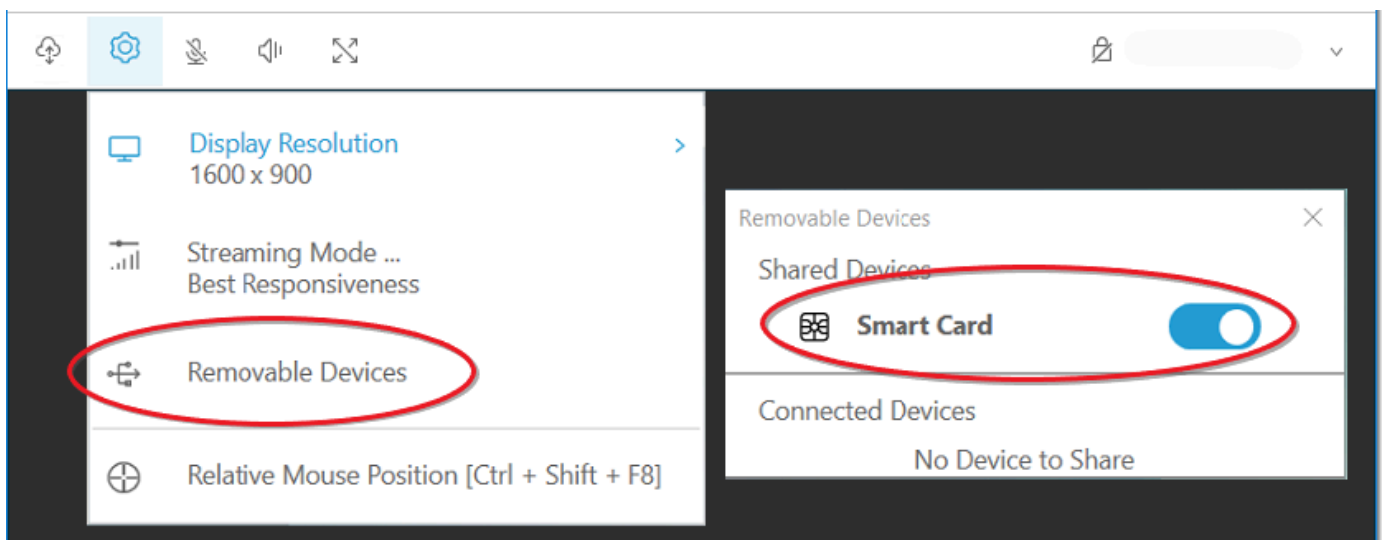 Display Resolution
1600 x 900
Streaming Mode ...
Best Responsiveness
Removable Devices
Relative Mouse Position [Ctrl + Shift + F8]
Removable Devices
Shared Devices
Smart Card
Connected Devices
No Device to Share